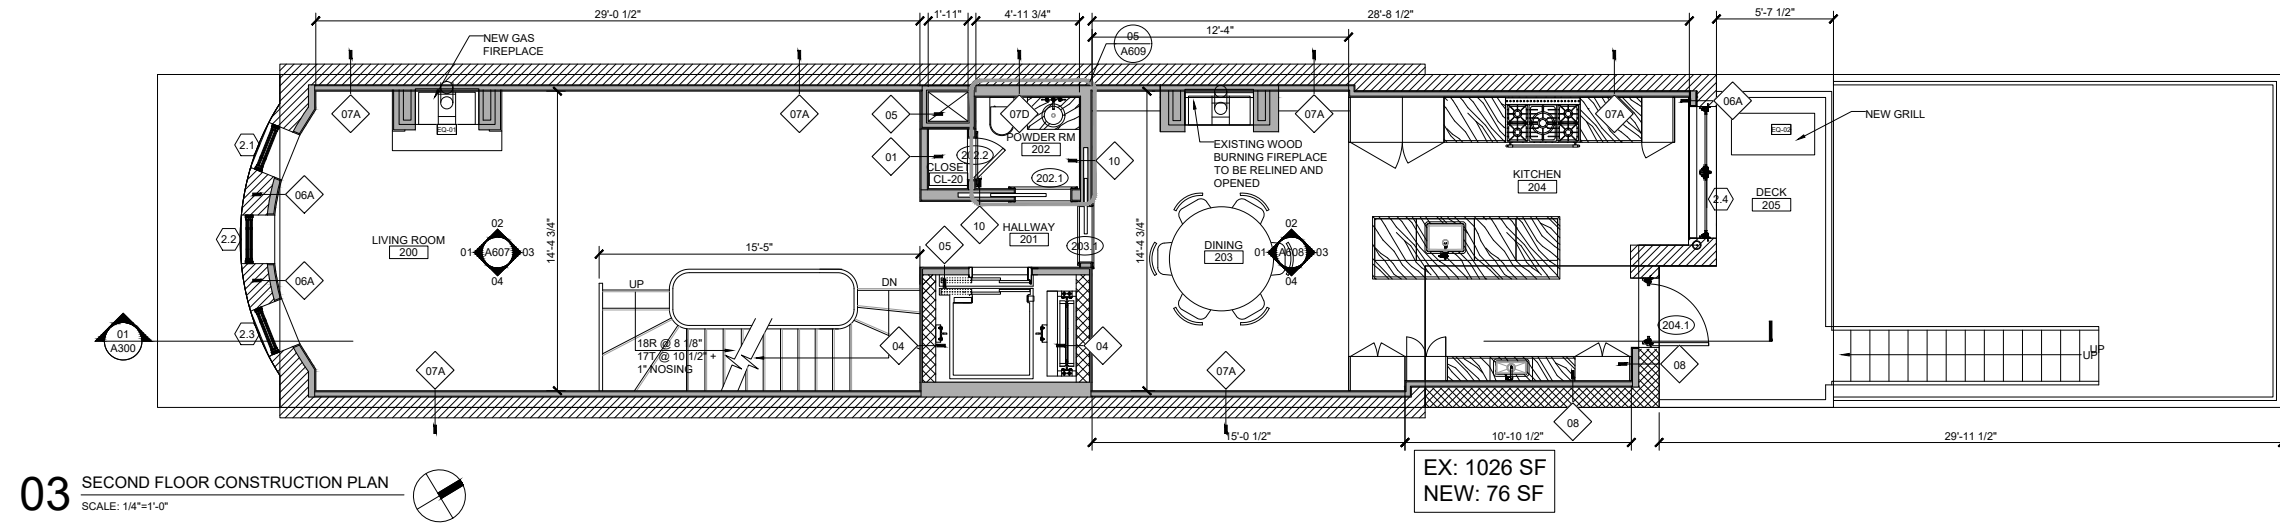 29'-0 1/2"
1'-11"
4'-11 3/4"
28'-8 1/2"
5'-7 1/2"
12'-4"
05
A609
NEW GAS
FIREPLACE
07A
07A
05
07D
07A
07A
06A
NEW GRILL
EQ-01
EQ-02
2.1
01
POWDER RM
202
10
EXISTING WOOD
BURNING FIREPLACE
TO BE RELINED AND
OPENED
CLOSET
CL-20
202.2
202.1
KITCHEN
204
06A
DECK
205
2.4
2.2
LIVING ROOM
200
02
01
A607
03
04
14'-4 3/4"
15'-5"
05
10
HALLWAY
201
203.1
14'-4 3/4"
DINING
203
02
01
A608
03
04
06A
UP
DN
2.3
01
A300
18R @ 8 1/8"
17T @ 10 1/2" +
1" NOSING
04
04
204.1
UP
UP
07A
07A
08
08
15'-0 1/2"
10'-10 1/2"
29'-11 1/2"
EX: 1026 SF
NEW: 76 SF
03
SECOND FLOOR CONSTRUCTION PLAN
SCALE: 1/4"=1'-0"